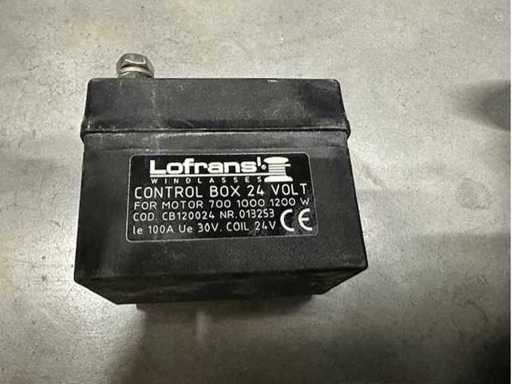 Lofrans'
WINDLASSES
CONTROL BOX 24 VOLT
FOR MOTOR 700 1000 1200 W
COD. CB120024 NR. 013253
Ie 100A Ue 30V. COIL 24V CE